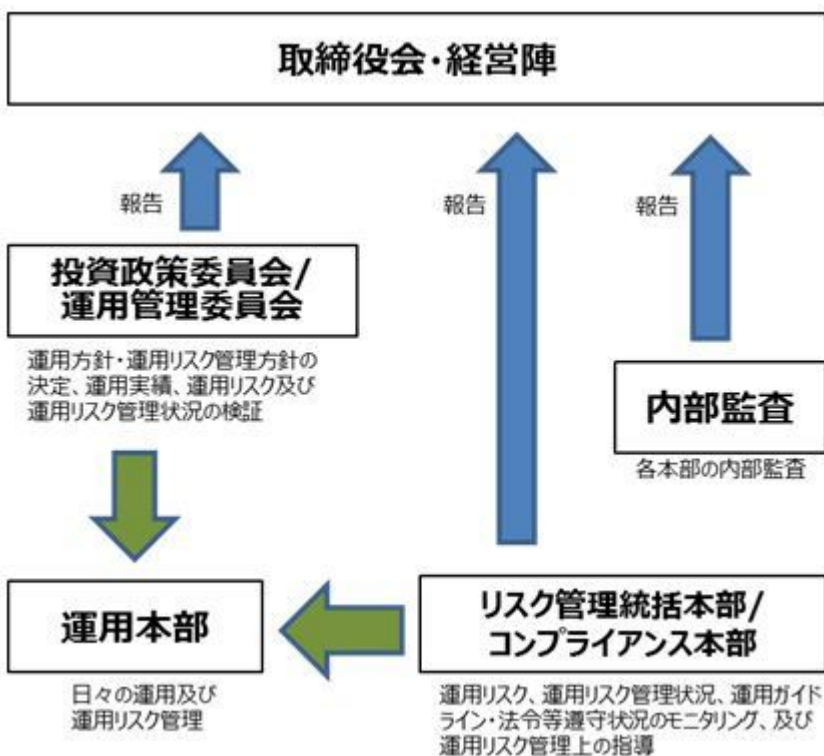 取締役会・経営陣
報告
報告
報告
投資政策委員会/
運用管理委員会
運用方針・運用リスク管理方針の
決定、運用実績、運用リスク及び
運用リスク管理状況の検証
内部監査
各本部の内部監査
運用本部
日々の運用及び
運用リスク管理
リスク管理統括本部/
コンプライアンス本部
運用リスク、運用リスク管理状況、運用ガイド
ライン・法令等遵守状況のモニタリング、及び
運用リスク管理上の指導